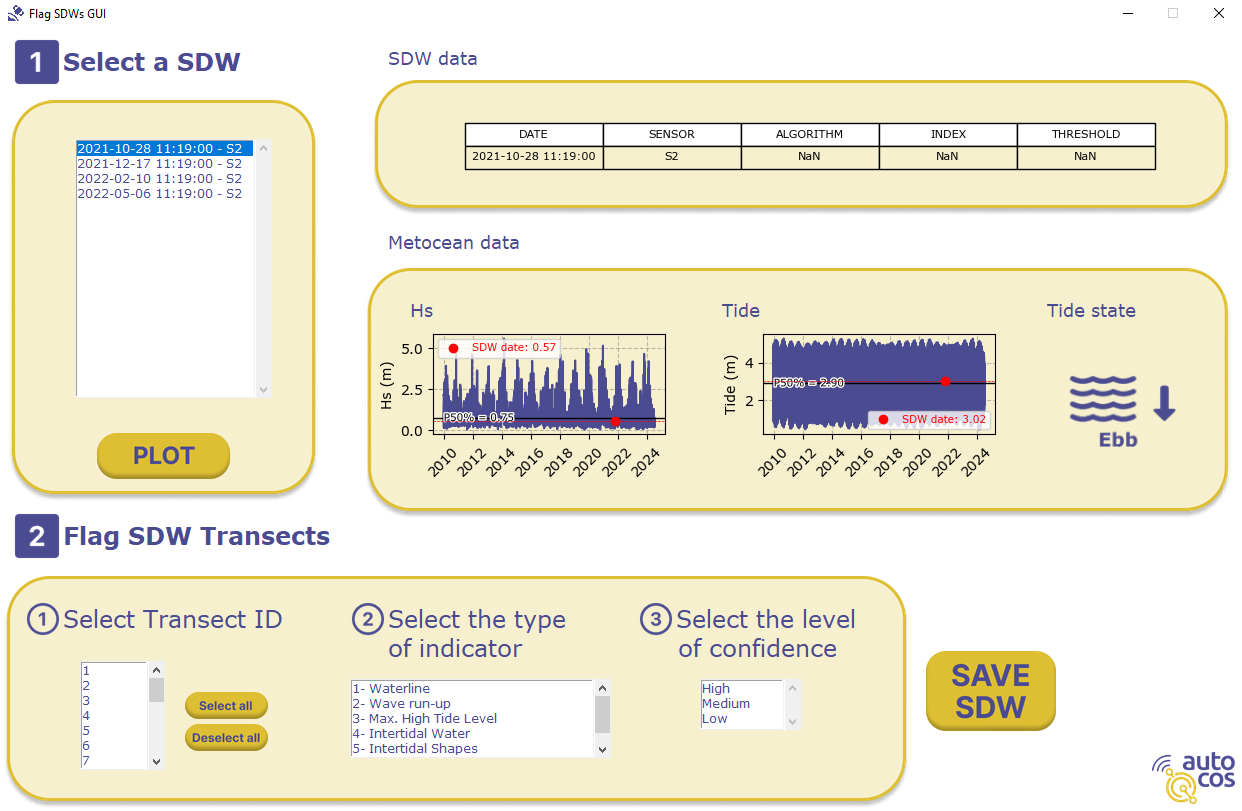 Flag SDWs GUI
1 Select a SDW
2021-10-28 11:19:00 - S2
2021-12-17 11:19:00 - S2
2022-02-10 11:19:00 - S2
2022-05-06 11:19:00 - S2
PLOT
SDW data
DATE SENSOR ALGORITHM INDEX THRESHOLD
2021-10-28 11:19:00 S2 NaN NaN NaN
Metocean data
Hs
Hs (m)
5.0
2.5
0.0
SDW date: 0.57
P50% = 0.75
2010 2012 2014 2016 2018 2020 2022 2024
Tide
Tide (m)
4
2
P50% = 2.90
SDW date: 3.02
2010 2012 2014 2016 2018 2020 2022 2024
Tide state
Ebb
2 Flag SDW Transects
1 Select Transect ID
1
2
3
4
5
6
7
Select all
Deselect all
2 Select the type
of indicator
1- Waterline
2- Wave run-up
3- Max. High Tide Level
4- Intertidal Water
5- Intertidal Shapes
3 Select the level
of confidence
High
Medium
Low
SAVE
SDW
auto
cos